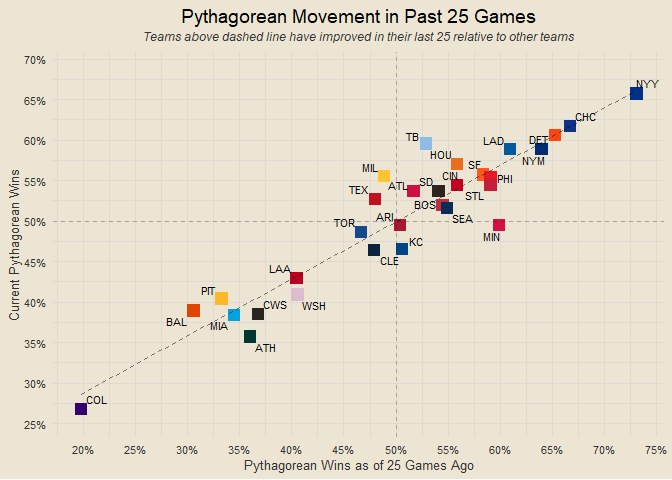 Pythagorean Movement in Past 25 Games
Teams above dashed line have improved in their last 25 relative to other teams
Current Pythagorean Wins
70%
65%
60%
55%
50%
45%
40%
35%
30%
25%
NYY
CHC
TB
LAD
DET
HOU
NYM
MIL
SF
CIN
PHI
TEX
ATL
SD
STL
BOS
TOR
ARI
SEA
MIN
KC
CLE
LAA
PIT
CWS
WSH
BAL
MIA
ATH
COL
20%
25%
30%
35%
40%
45%
50%
55%
60%
65%
70%
75%
Pythagorean Wins as of 25 Games Ago